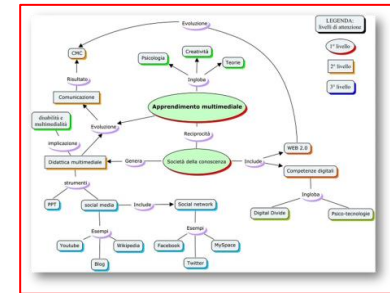 Evoluzione
LEGENDA:
livelli di attenzione
1° livello
2° livello
3° livello
CMC
Psicologia
Creatività
Teorie
Risultato
Ingloba
Comunicazione
Apprendimento multimediale
disabilità e
multimedialità
Evoluzione
Reciprocità
implicazione
WEB 2.0
Didattica multimediale
Genera
Società della conoscenza
Include
Competenze digitali
strumenti
Ingloba
PPT
social media
Include
Social network
Digital Divide
Psico-tecnologie
Esempi
Esempi
Youtube
Wikipedia
Facebook
MySpace
Blog
Twitter